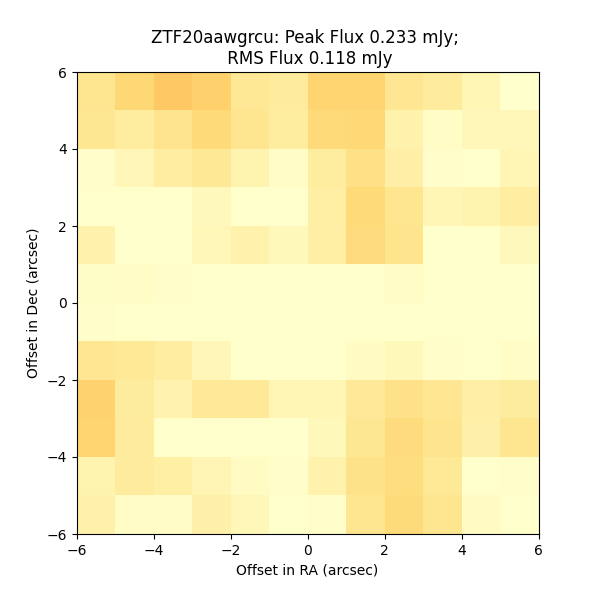 ZTF20aawgrcu: Peak Flux 0.233 mJy;
RMS Flux 0.118 mJy
6
4
2
0
−2
−4
−6
Offset in Dec (arcsec)
−6 −4 −2 0 2 4 6
Offset in RA (arcsec)